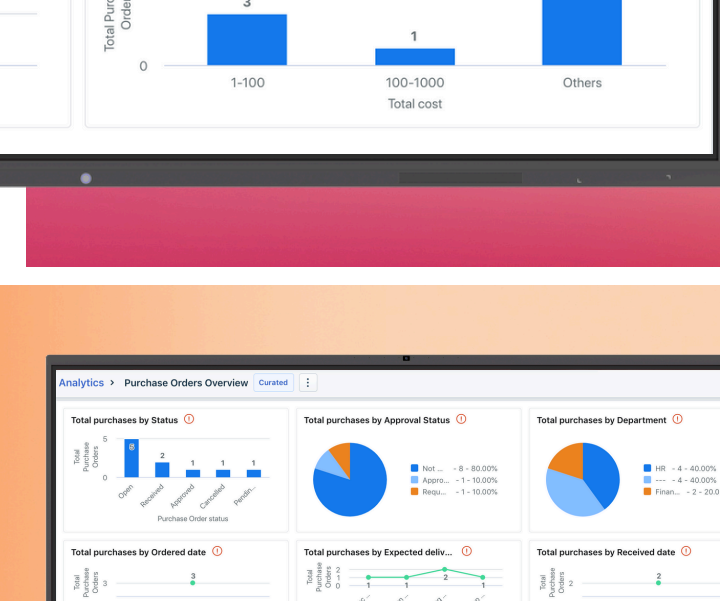 3
1
Total Purc
Order
0
1-100 100-1000 Others
Total cost
Analytics > Purchase Orders Overview Curated
Total purchases by Status
Total Purchase Orders
5
0
5
2
1
1
1
Open
Received
Approved
Cancelled
Pendin...
Purchase Order status
Total purchases by Approval Status
Not ... - 8 - 80.00%
Appro... - 1 - 10.00%
Requ... - 1 - 10.00%
Total purchases by Department
HR - 4 - 40.00%
--- - 4 - 40.00%
Finan... - 2 - 20.0
Total purchases by Ordered date
Total Purchase Orders
3
3
Total purchases by Expected deliv...
Total Purchase Orders
2
1
0
1
1
2
1
Total purchases by Received date
Total Purchase Orders
2
2